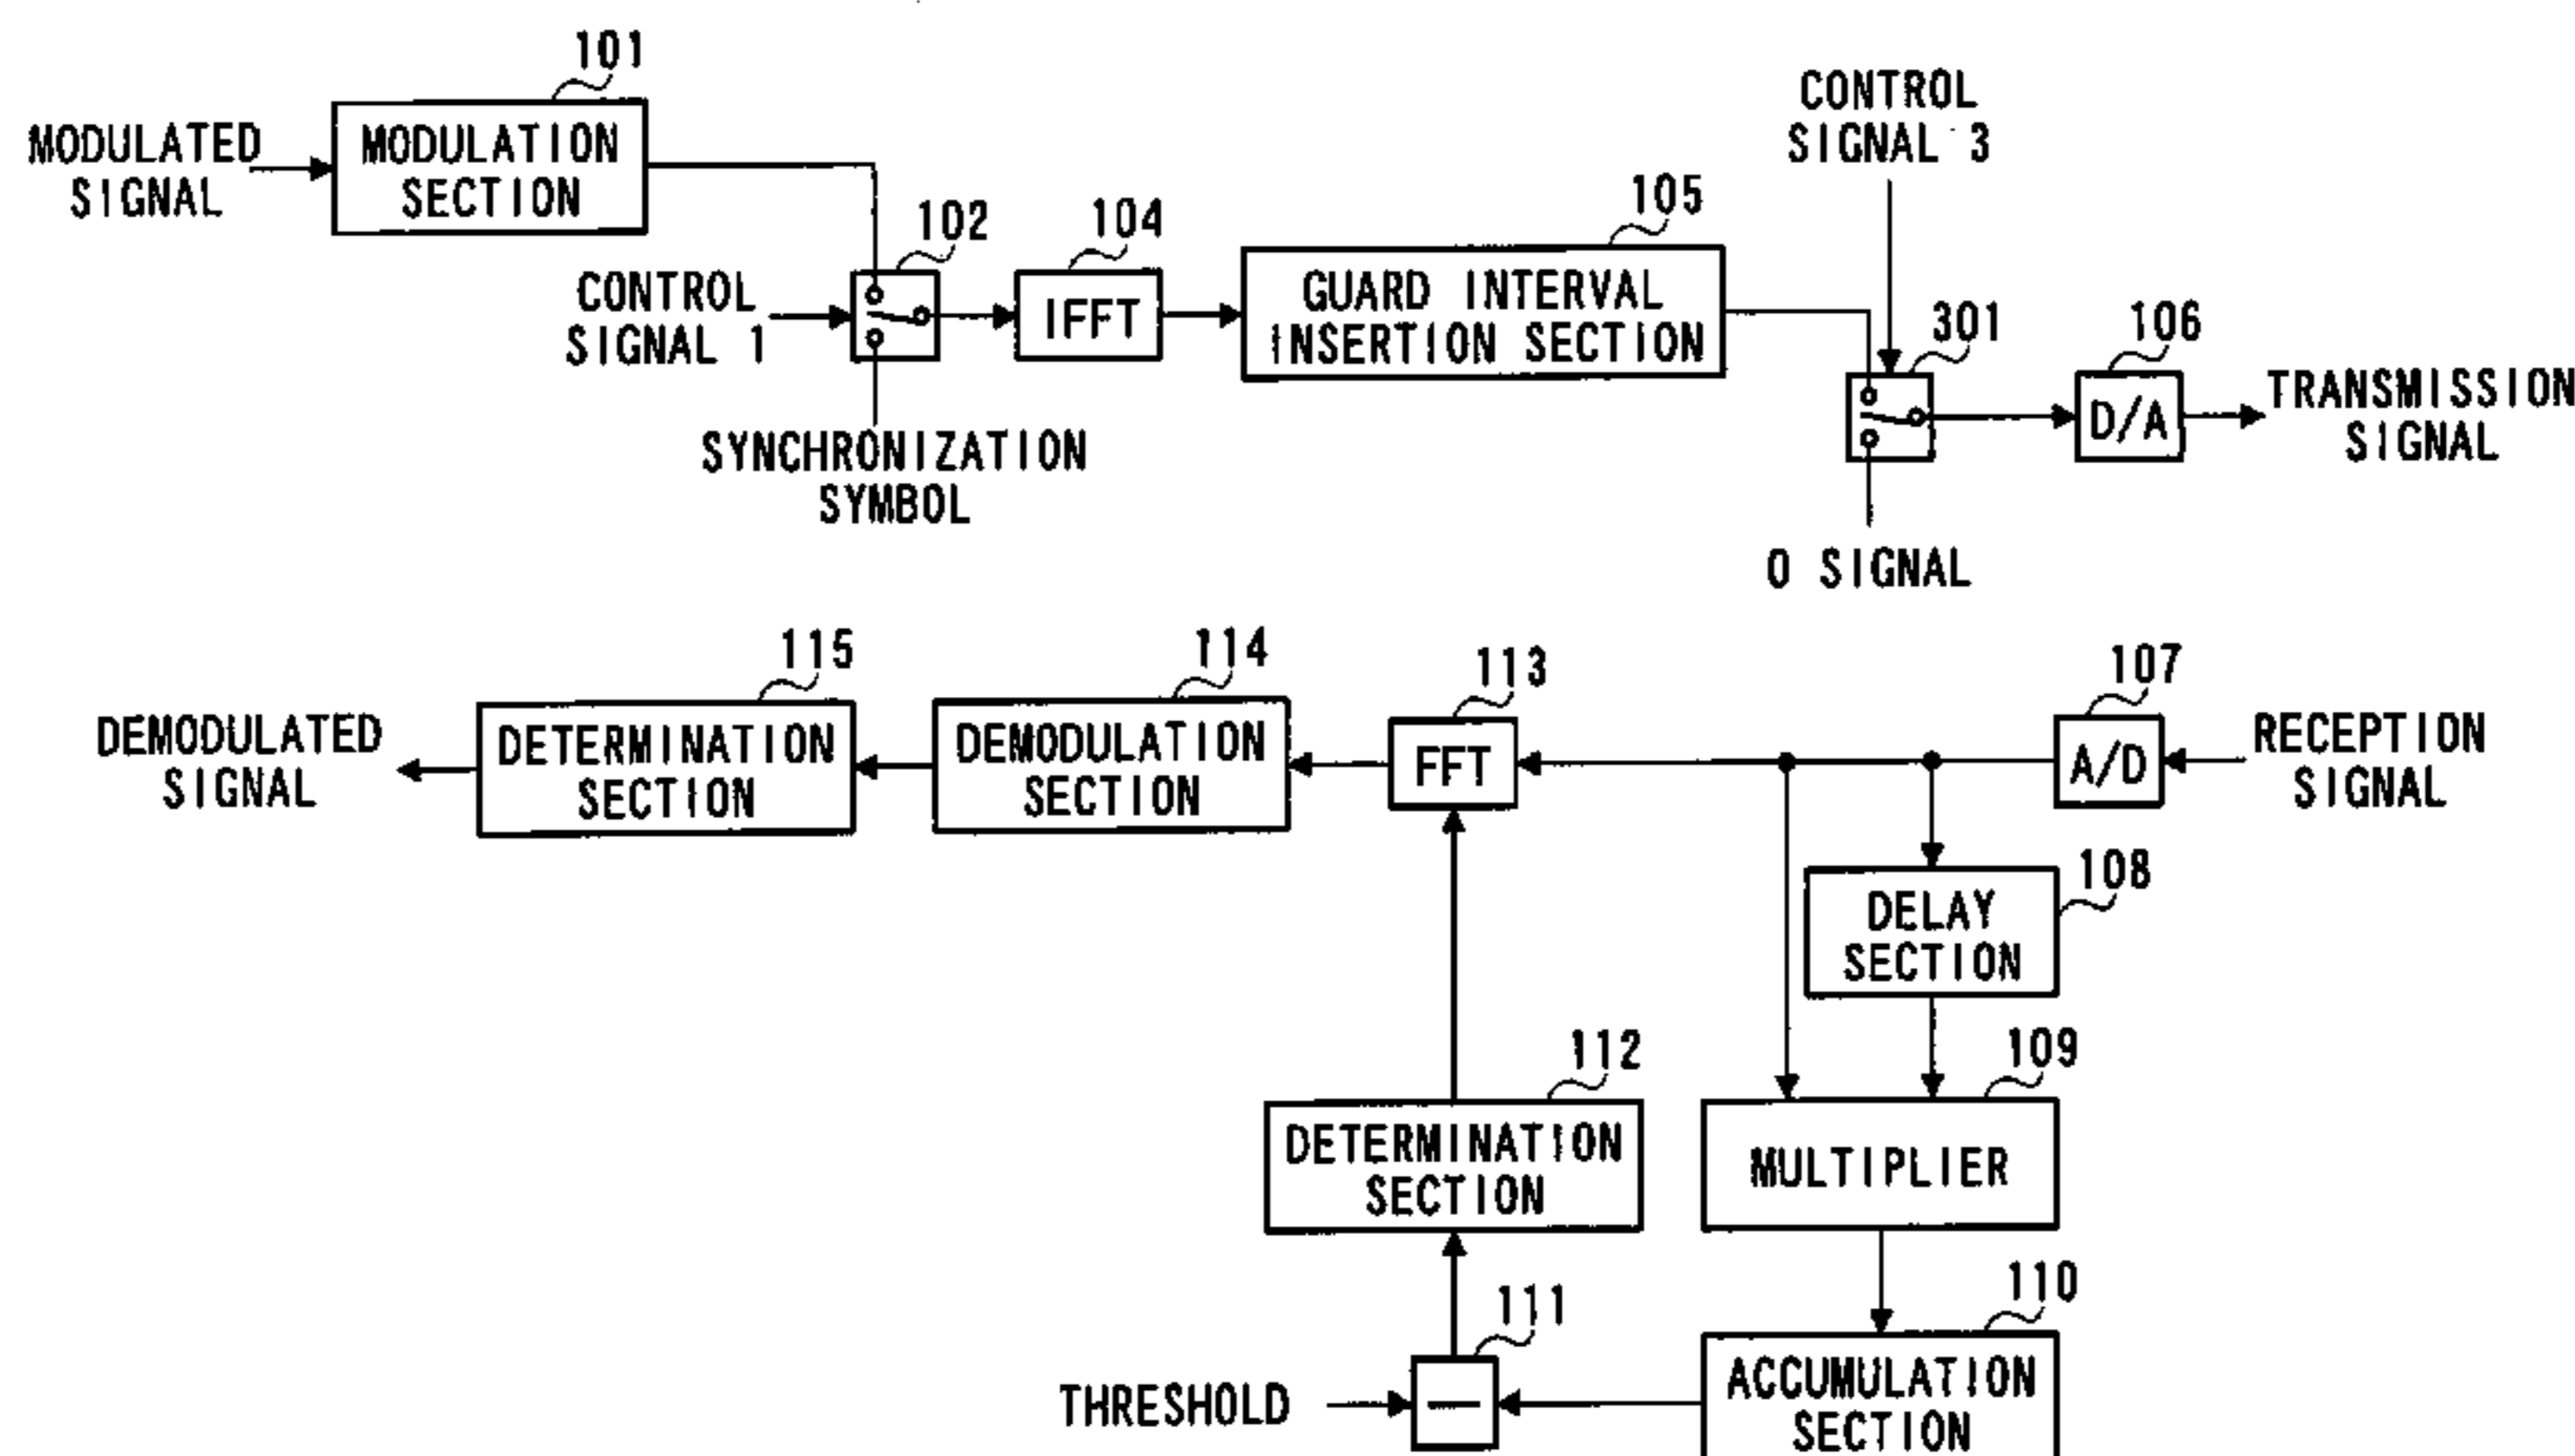 101
MODULATED
SIGNAL
MODULATION
SECTION
102
CONTROL
SIGNAL 1
SYNCHRONIZATION
SYMBOL
104
IFFT
105
GUARD INTERVAL
INSERTION SECTION
CONTROL
SIGNAL 3
301
0 SIGNAL
106
D/A
TRANSMISSION
SIGNAL
115
DEMODULATED
SIGNAL
DETERMINATION
SECTION
114
DEMODULATION
SECTION
113
FFT
107
A/D
RECEPTION
SIGNAL
108
DELAY
SECTION
109
MULTIPLIER
112
DETERMINATION
SECTION
110
ACCUMULATION
SECTION
111
—
THRESHOLD